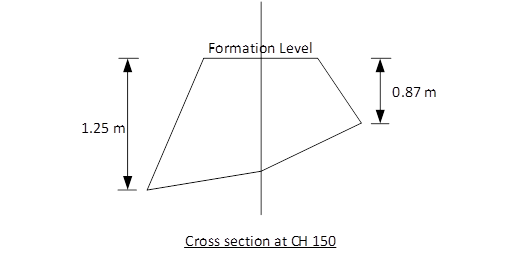 Formation Level
0.87 m
1.25 m
Cross section at CH 150